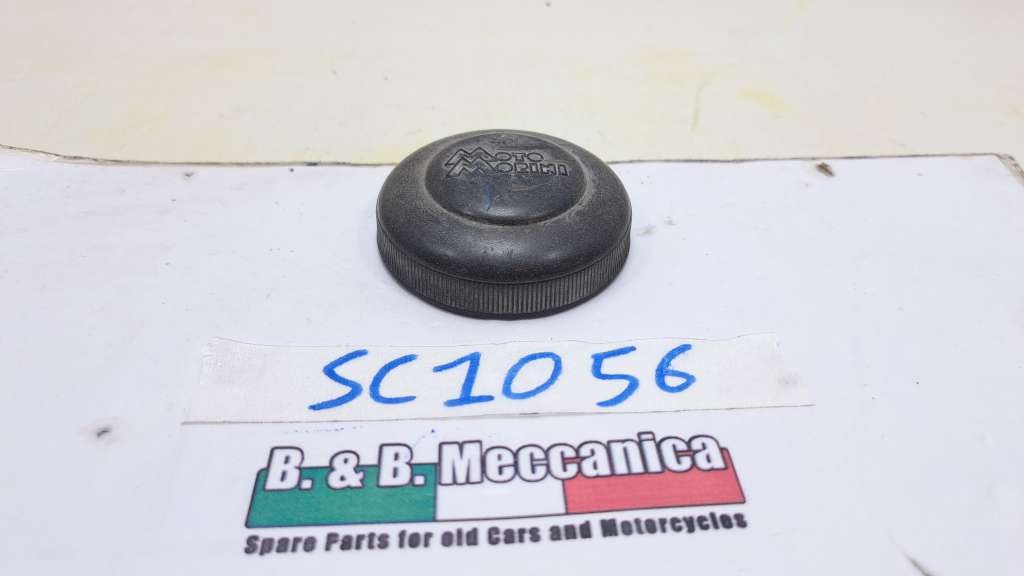 MOTO
MORINI
SC1056
B. & B. Meccanica
Spare Parts for old Cars and Motorcycles